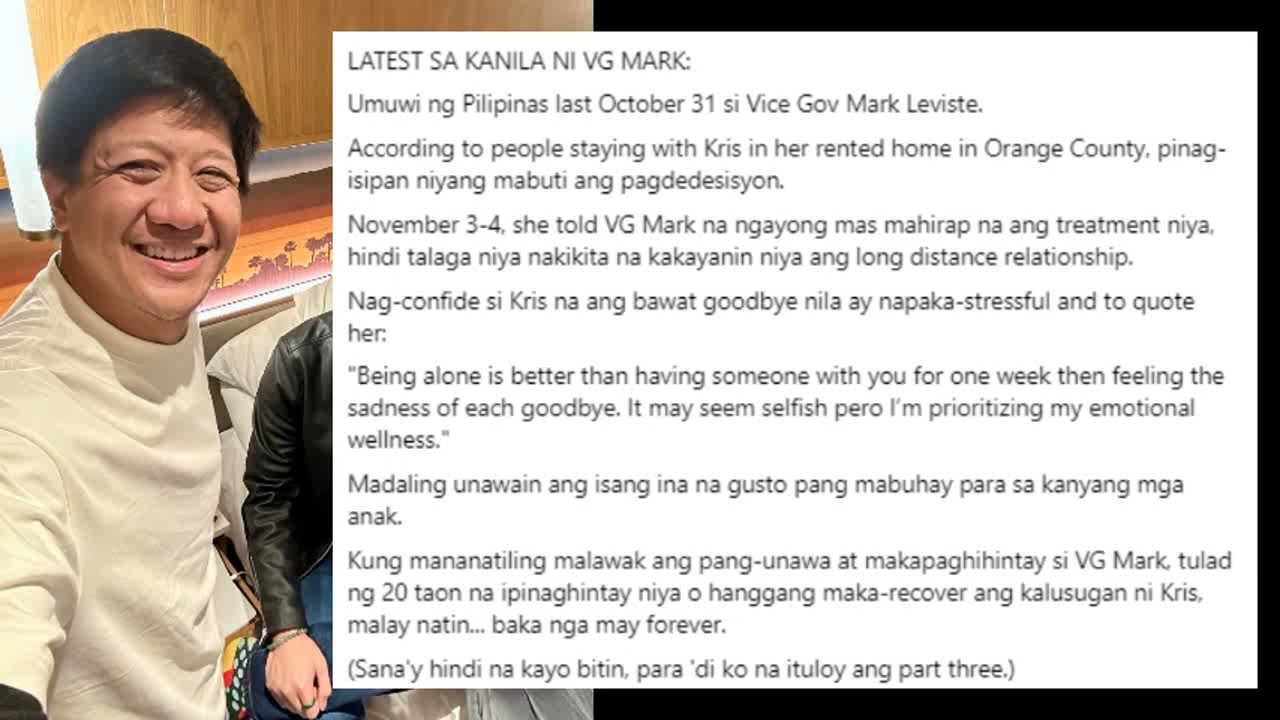 LATEST SA KANILA NI VG MARK:
Umuwi ng Pilipinas last October 31 si Vice Gov Mark Leviste.
According to people staying with Kris in her rented home in Orange County, pinag-
isipan niyang mabuti ang pagdedesisyon.
November 3-4, she told VG Mark na ngayong mas mahirap na ang treatment niya,
hindi talaga niya nakikita na kakayanin niya ang long distance relationship.
Nag-confide si Kris na ang bawat goodbye nila ay napaka-stressful and to quote
her:
"Being alone is better than having someone with you for one week then feeling the
sadness of each goodbye. It may seem selfish pero I’m prioritizing my emotional
wellness."
Madaling unawain ang isang ina na gusto pang mabuhay para sa kanyang mga
anak.
Kung mananatiling malawak ang pang-unawa at makapaghihintay si VG Mark, tulad
ng 20 taon na ipinaghintay niya o hanggang maka-recover ang kalusugan ni Kris,
malay natin... baka nga may forever.
(Sana'y hindi na kayo bitin, para 'di ko na ituloy ang part three.)